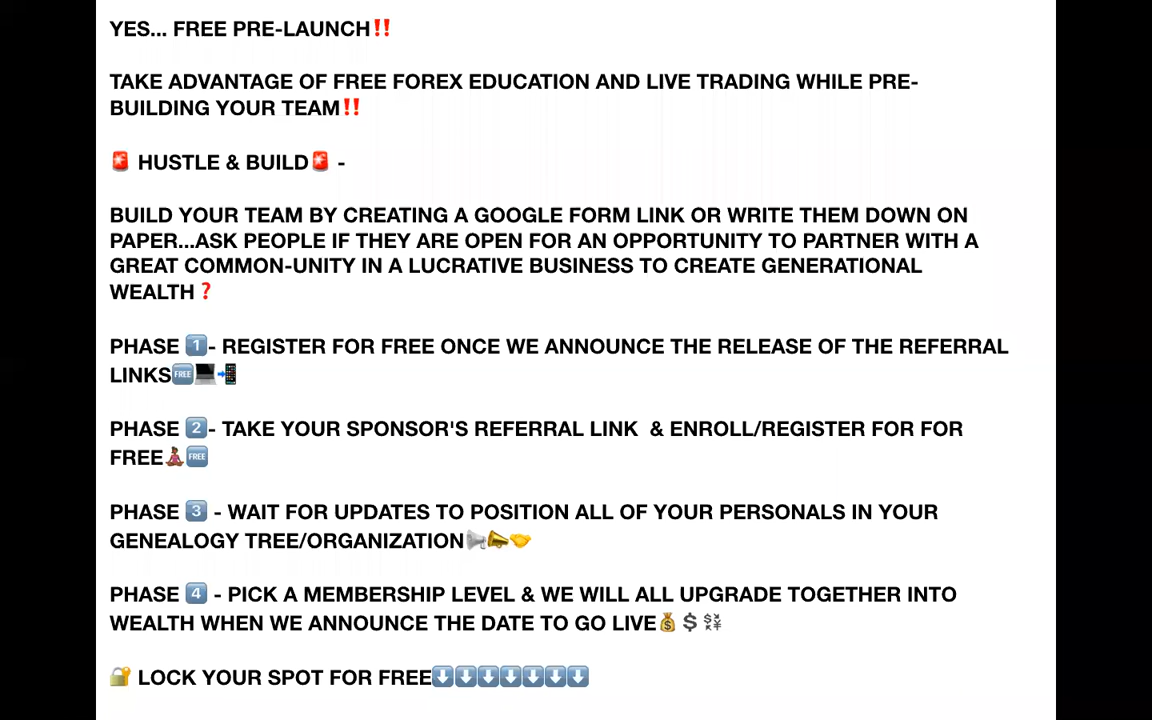 YES... FREE PRE-LAUNCH‼️
TAKE ADVANTAGE OF FREE FOREX EDUCATION AND LIVE TRADING WHILE PRE-
BUILDING YOUR TEAM‼️
🚨 HUSTLE & BUILD🚨 -
BUILD YOUR TEAM BY CREATING A GOOGLE FORM LINK OR WRITE THEM DOWN ON
PAPER...ASK PEOPLE IF THEY ARE OPEN FOR AN OPPORTUNITY TO PARTNER WITH A
GREAT COMMON-UNITY IN A LUCRATIVE BUSINESS TO CREATE GENERATIONAL
WEALTH❓
PHASE 1️⃣- REGISTER FOR FREE ONCE WE ANNOUNCE THE RELEASE OF THE REFERRAL
LINKS🆓💻📲
PHASE 2️⃣- TAKE YOUR SPONSOR'S REFERRAL LINK & ENROLL/REGISTER FOR FOR
FREE🧘🏾‍♀️🆓
PHASE 3️⃣ - WAIT FOR UPDATES TO POSITION ALL OF YOUR PERSONALS IN YOUR
GENEALOGY TREE/ORGANIZATION📢📣🤝
PHASE 4️⃣ - PICK A MEMBERSHIP LEVEL & WE WILL ALL UPGRADE TOGETHER INTO
WEALTH WHEN WE ANNOUNCE THE DATE TO GO LIVE💰💲💱
🔐 LOCK YOUR SPOT FOR FREE⬇️⬇️⬇️⬇️⬇️⬇️⬇️